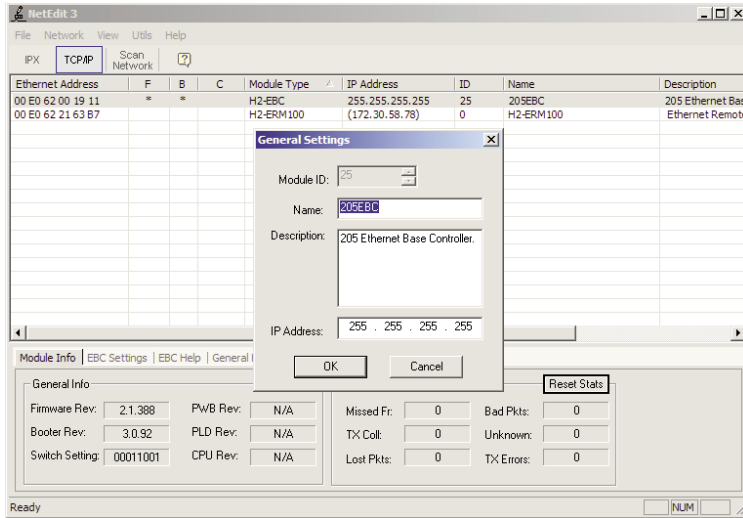 NetEdit 3
File Network View Utils Help
IPX TCP/IP Scan Network
Ethernet Address F B C Module Type IP Address ID Name Description
00 E0 62 00 19 11 * * H2-EBC 255.255.255.255 25 205EBC 205 Ethernet Bas
00 E0 62 21 63 B7 H2-ERM100 (172.30.58.78) 0 H2-ERM100 Ethernet Remot
General Settings
Module ID: 25
Name: 205EBC
Description: 205 Ethernet Base Controller.
IP Address: 255 . 255 . 255 . 255
OK Cancel
Module Info EBC Settings EBC Help General
General Info Reset Stats
Firmware Rev: 2.1.388 PWB Rev: N/A Missed Fr: 0 Bad Pkts: 0
Booter Rev: 3.0.92 PLD Rev: N/A TX Coll: 0 Unknown: 0
Switch Setting: 00011001 CPU Rev: N/A Lost Pkts: 0 TX Errors: 0
Ready NUM